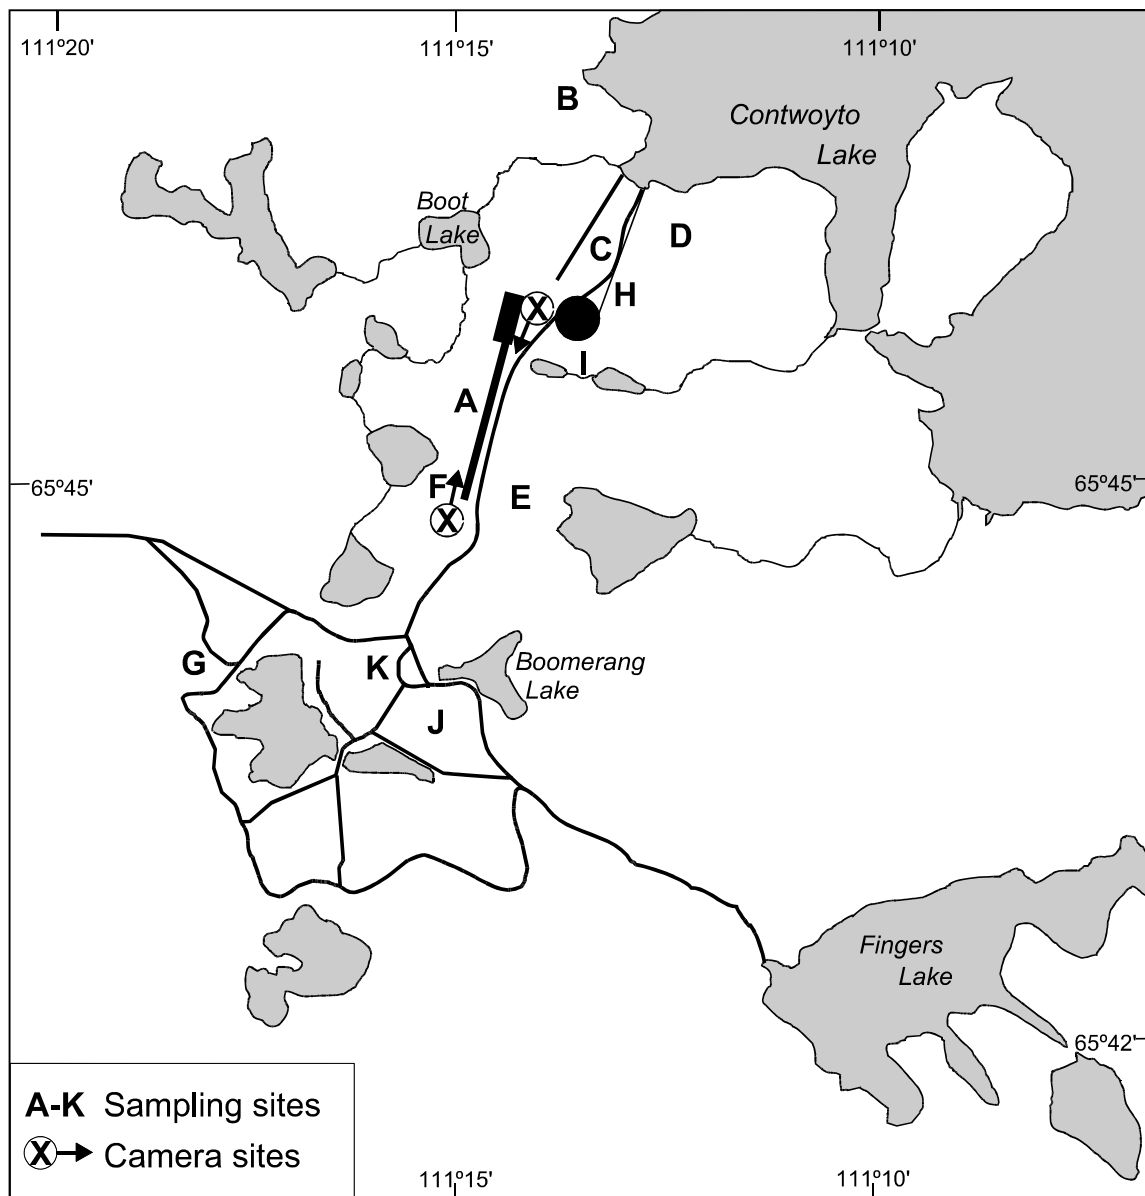 111º20'
111º15'
111º10'
B
Contwoyto
Lake
Boot
Lake
C
D
H
X
I
A
F
65º45'
E
65º45'
X
G
K
Boomerang
Lake
J
Fingers
Lake
65º42'
A-K Sampling sites
X Camera sites
111º15'
111º10'